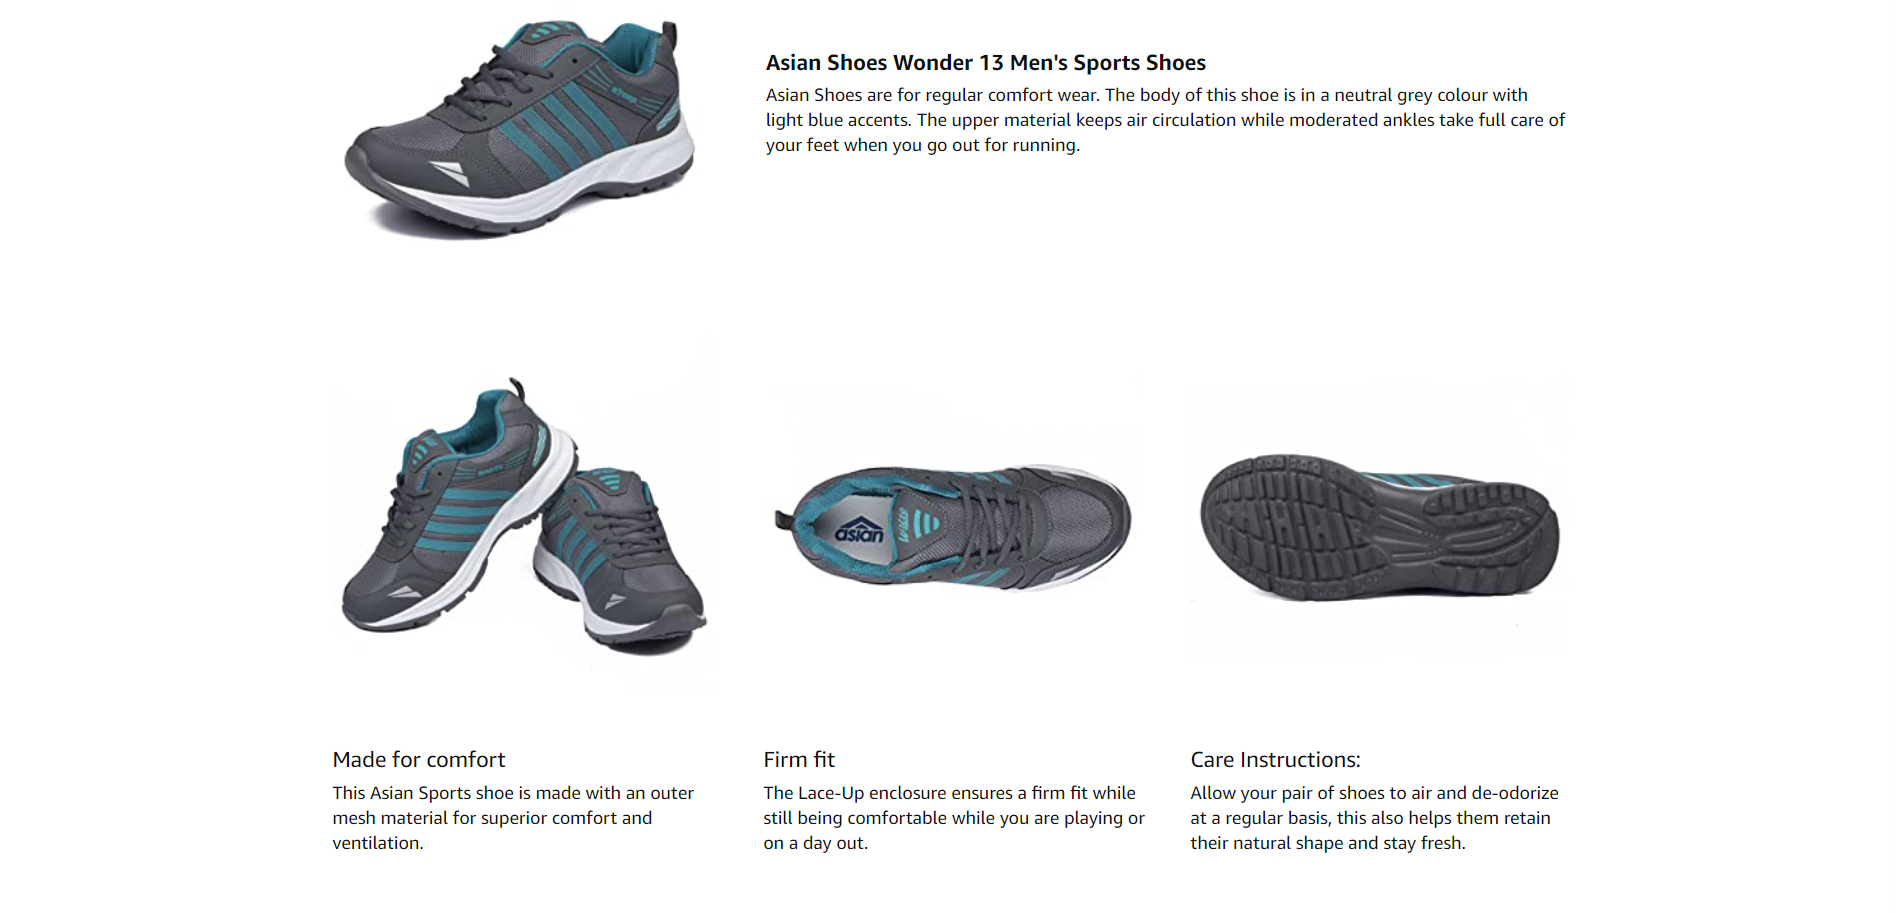 Asian Shoes Wonder 13 Men's Sports Shoes
Asian Shoes are for regular comfort wear. The body of this shoe is in a neutral grey colour with
light blue accents. The upper material keeps air circulation while moderated ankles take full care of
your feet when you go out for running.
asian
Made for comfort
This Asian Sports shoe is made with an outer
mesh material for superior comfort and
ventilation.
Firm fit
The Lace-Up enclosure ensures a firm fit while
still being comfortable while you are playing or
on a day out.
Care Instructions:
Allow your pair of shoes to air and de-odorize
at a regular basis, this also helps them retain
their natural shape and stay fresh.